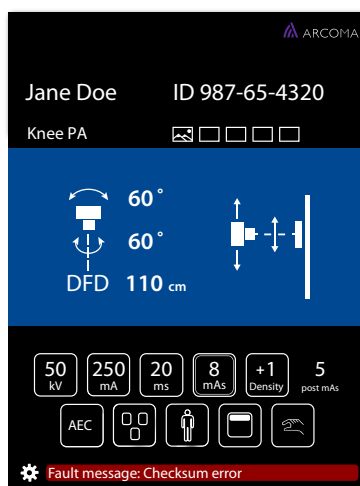 ARCOMA
Jane Doe ID 987-65-4320
Knee PA
60°
60°
DFD 110 cm
50 250 20 8 +1 5
kV mA ms mAs Density post mAs
AEC
Fault message: Checksum error